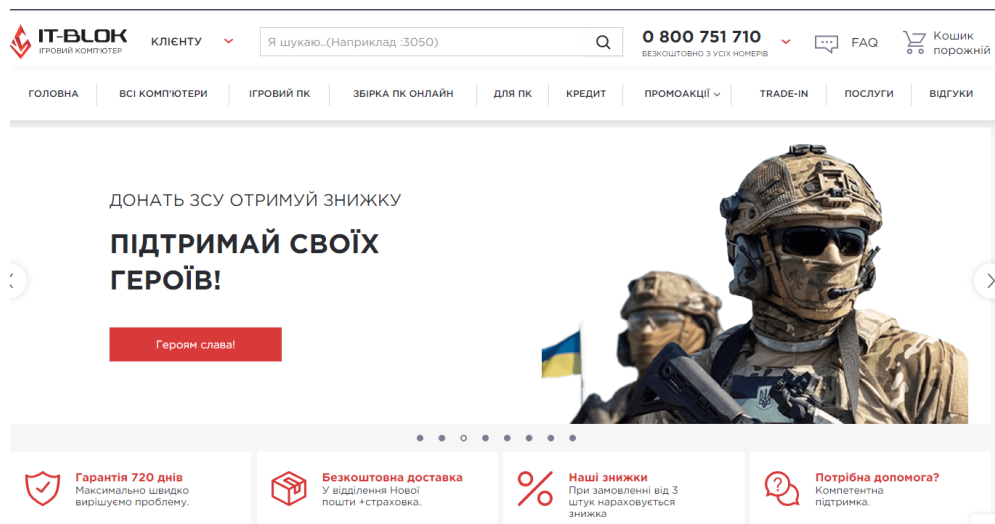 IT-BLOK
ІГРОВИЙ КОМП'ЮТЕР
КЛІЄНТУ
Я шукаю..(Наприклад :3050)
0 800 751 710
БЕЗКОШТОВНО З УСІХ НОМЕРІВ
FAQ
Кошик
порожній
ГОЛОВНА
ВСІ КОМП'ЮТЕРИ
ІГРОВИЙ ПК
ЗБІРКА ПК ОНЛАЙН
ДЛЯ ПК
КРЕДИТ
ПРОМОАКЦІЇ
TRADE-IN
ПОСЛУГИ
ВІДГУКИ
ДОНАТЬ ЗСУ ОТРИМУЙ ЗНИЖКУ
ПІДТРИМАЙ СВОЇХ
ГЕРОЇВ!
Героям слава!
Гарантія 720 днів
Максимально швидко
вирішуємо проблему.
Безкоштовна доставка
У відділення Нової
пошти +страховка.
Наші знижки
При замовленні від 3
штук нараховується
знижка
Потрібна допомога?
Компетентна
підтримка.